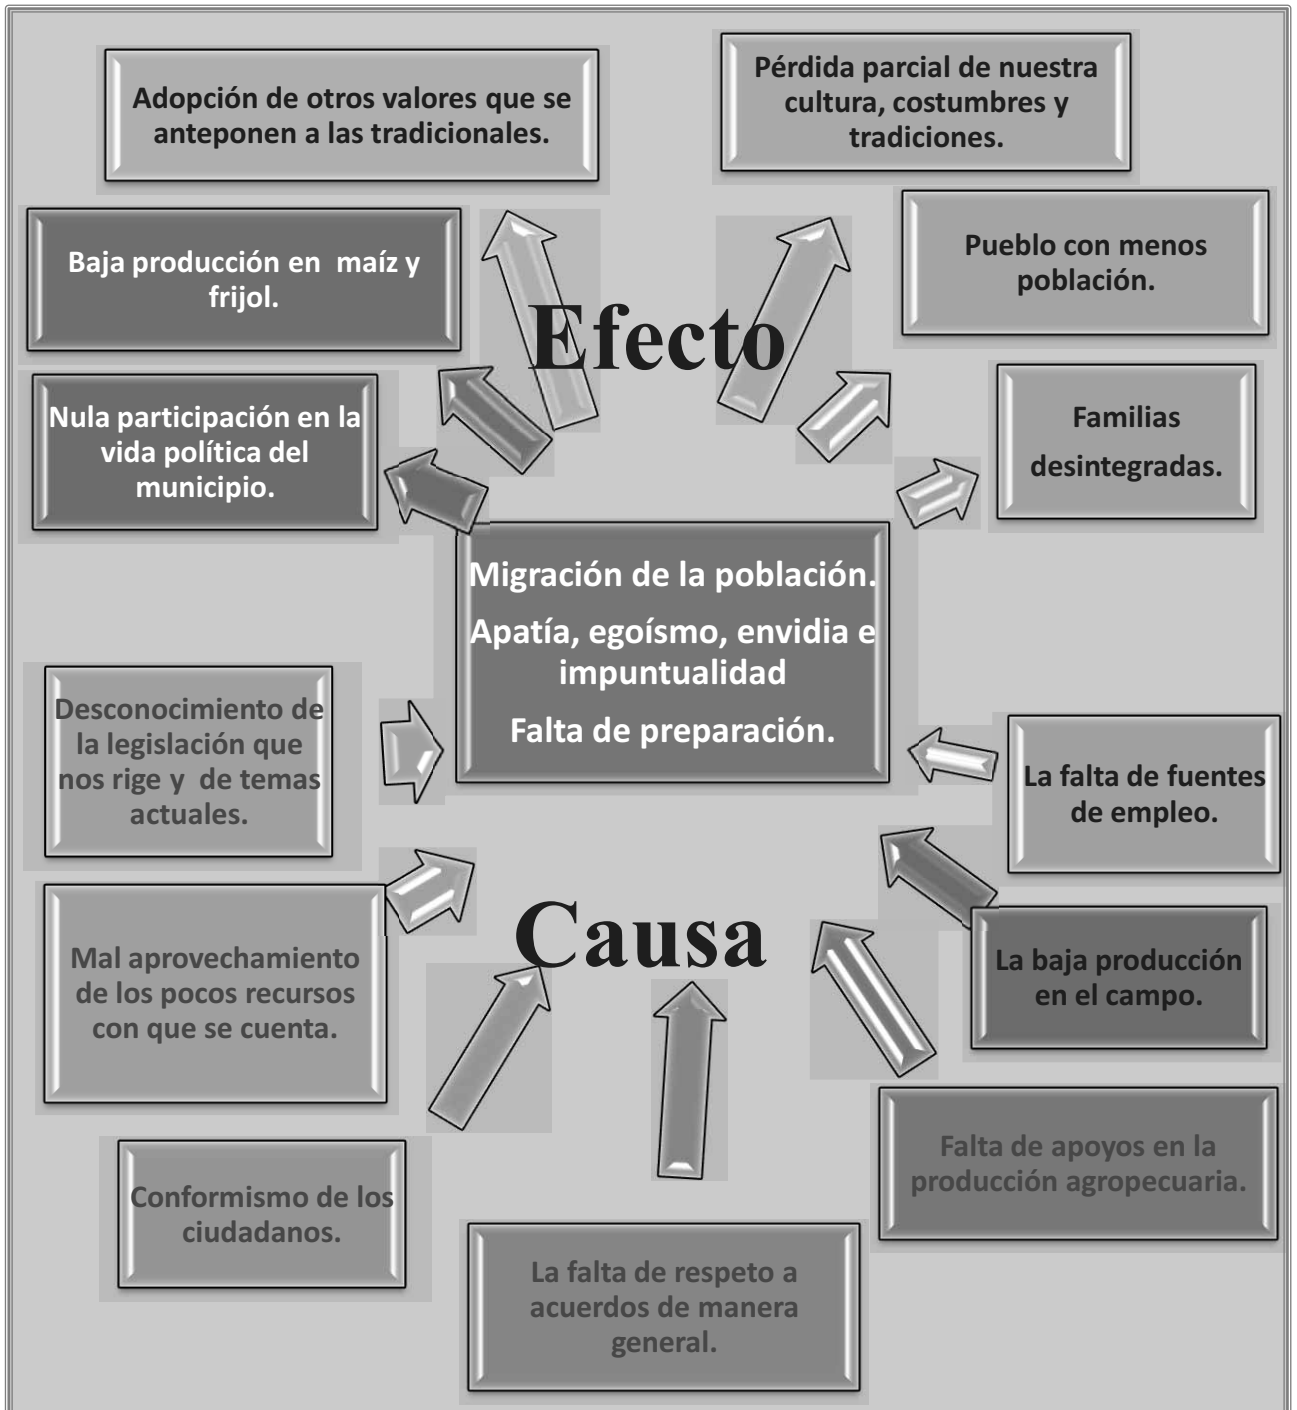 Adopción de otros valores que se
anteponen a las tradicionales.
Pérdida parcial de nuestra
cultura, costumbres y
tradiciones.
Baja producción en  maíz y
frijol.
Pueblo con menos
población.
Efecto
Nula participación en la
vida política del
municipio.
Familias
desintegradas.
Migración de la población.
Apatía, egoísmo, envidia e
impuntualidad
Falta de preparación.
Desconocimiento de
la legislación que
nos rige y  de temas
actuales.
La falta de fuentes
de empleo.
Causa
Mal aprovechamiento
de los pocos recursos
con que se cuenta.
La baja producción
en el campo.
Conformismo de los
ciudadanos.
Falta de apoyos en la
producción agropecuaria.
La falta de respeto a
acuerdos de manera
general.